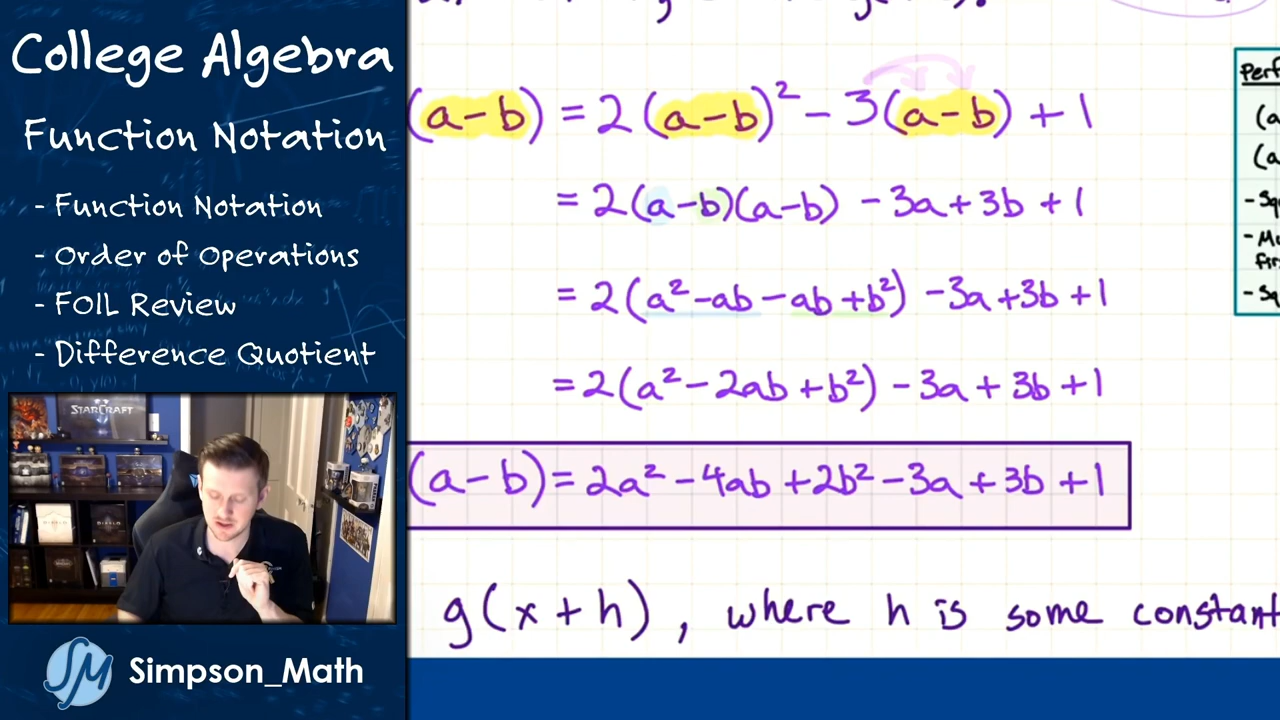 College Algebra
Function Notation
- Function Notation
- Order of Operations
- FOIL Review
- Difference Quotient
STARCRAFT
DIABLO
SM Simpson_Math
(a-b) = 2(a-b)² - 3(a-b) + 1
= 2(a-b)(a-b) - 3a + 3b + 1
= 2(a² - ab - ab + b²) - 3a + 3b + 1
= 2(a² - 2ab + b²) - 3a + 3b + 1
(a-b) = 2a² - 4ab + 2b² - 3a + 3b + 1
g(x + h), where h is some constant
(a
(a